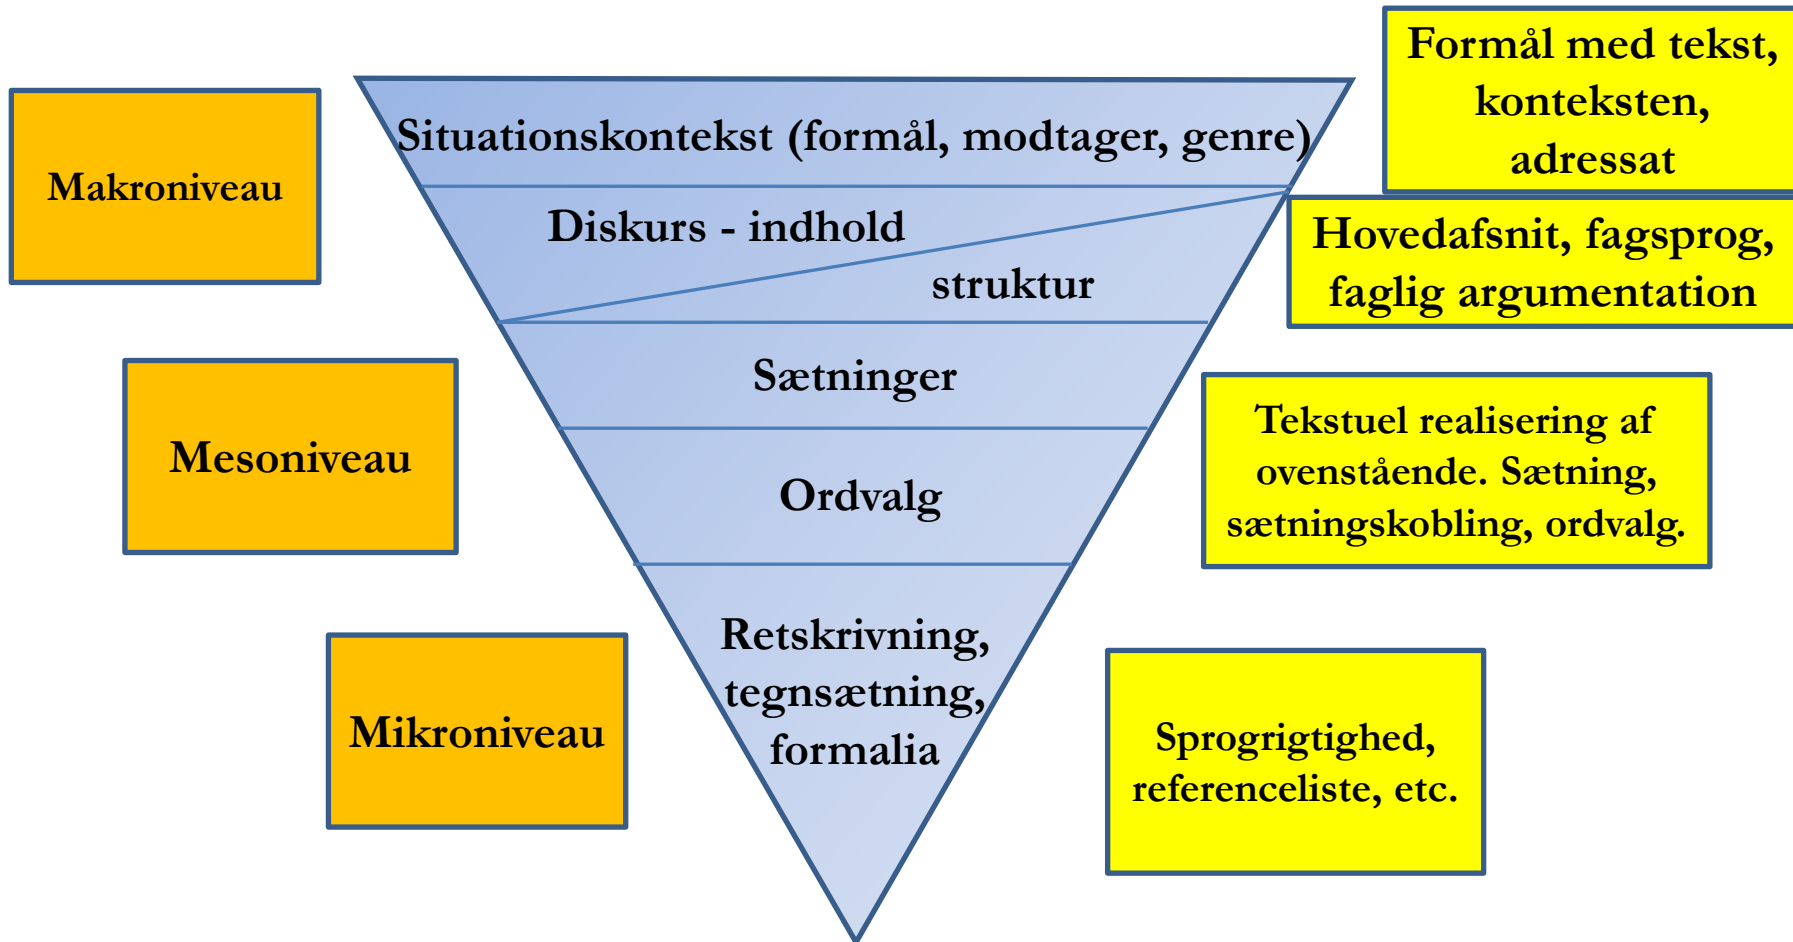 Formål med tekst,
konteksten,
adressat
Makroniveau
Situationskontekst (formål, modtager, genre)
Diskurs - indhold
struktur
Hovedafsnit, fagsprog,
faglig argumentation
Mesoniveau
Sætninger
Ordvalg
Tekstuel realisering af
ovenstående. Sætning,
sætningskobling, ordvalg.
Mikroniveau
Retskrivning,
tegnsætning,
formalia
Sprogrigtighed,
referenceliste, etc.